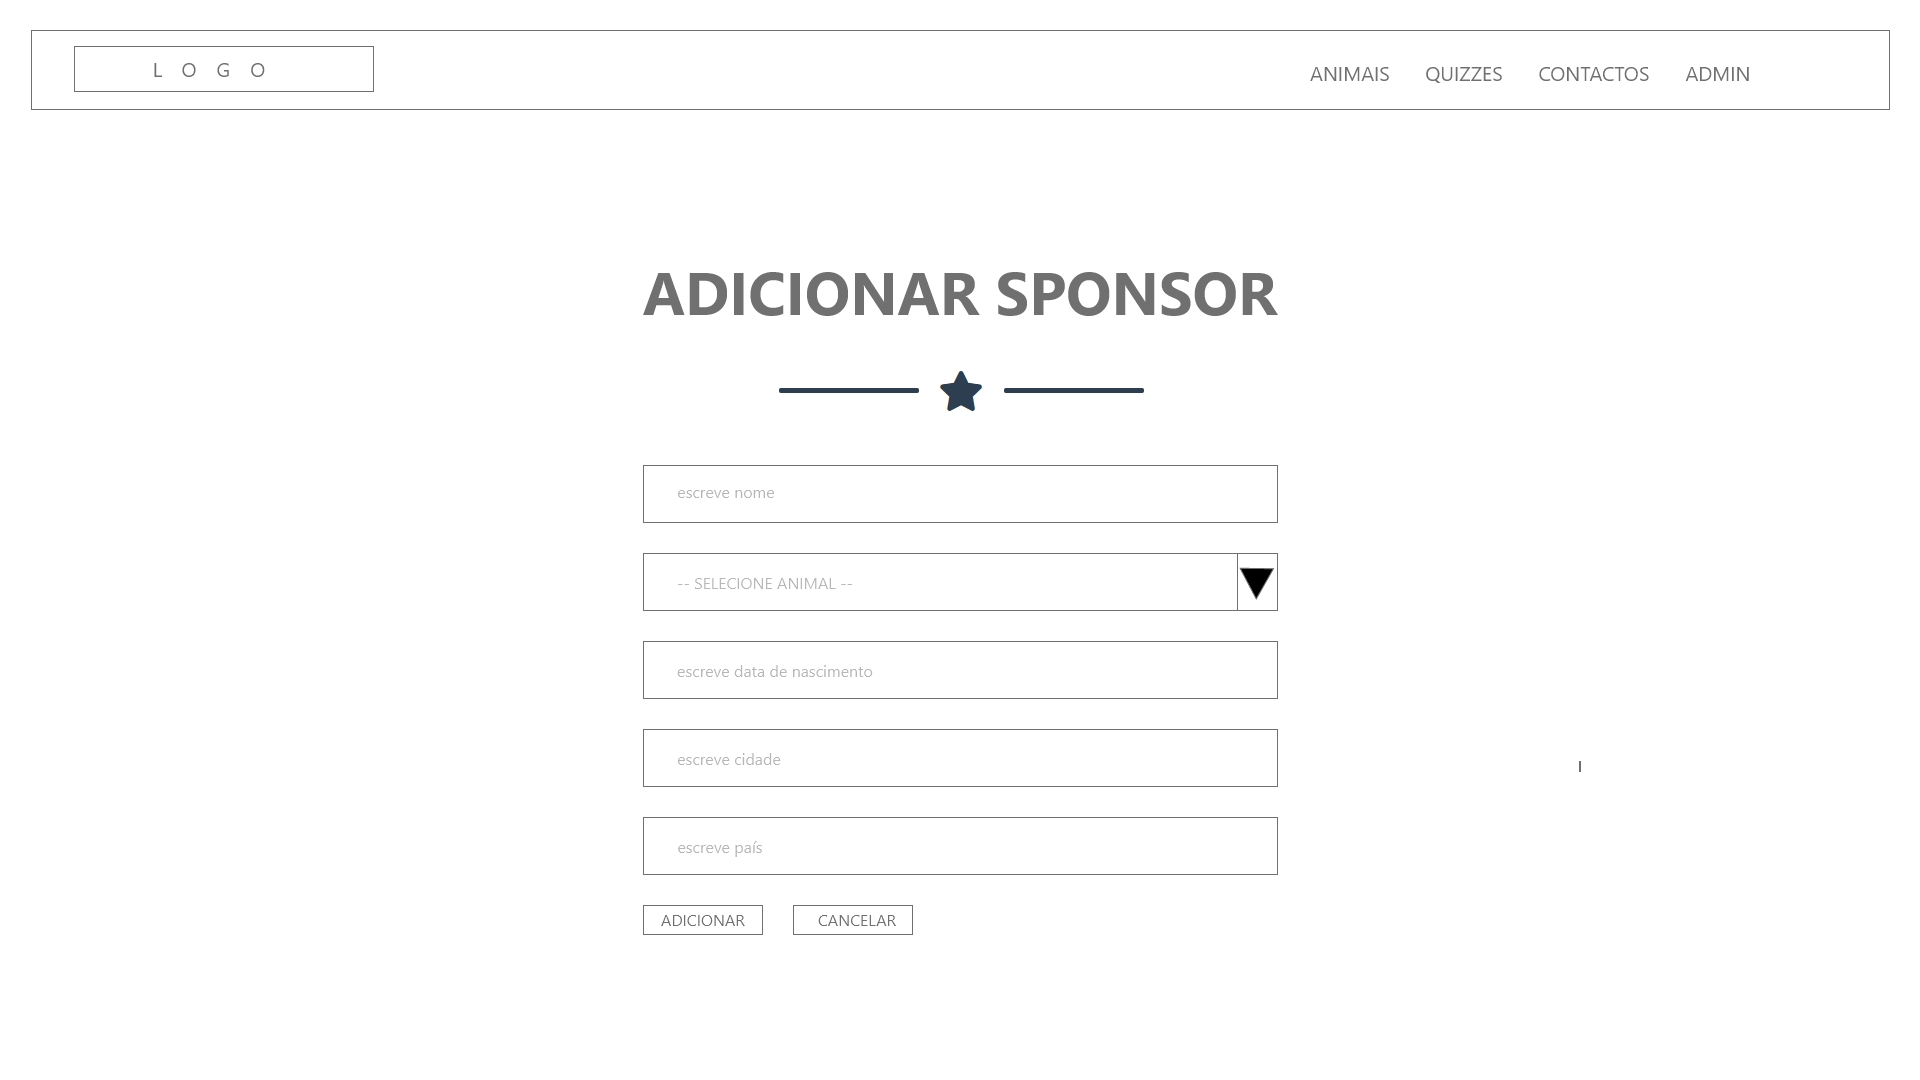 L O G O
ANIMAIS QUIZZES CONTACTOS ADMIN
ADICIONAR SPONSOR
escreve nome
-- SELECIONE ANIMAL --
escreve data de nascimento
escreve cidade
escreve país
ADICIONAR CANCELAR